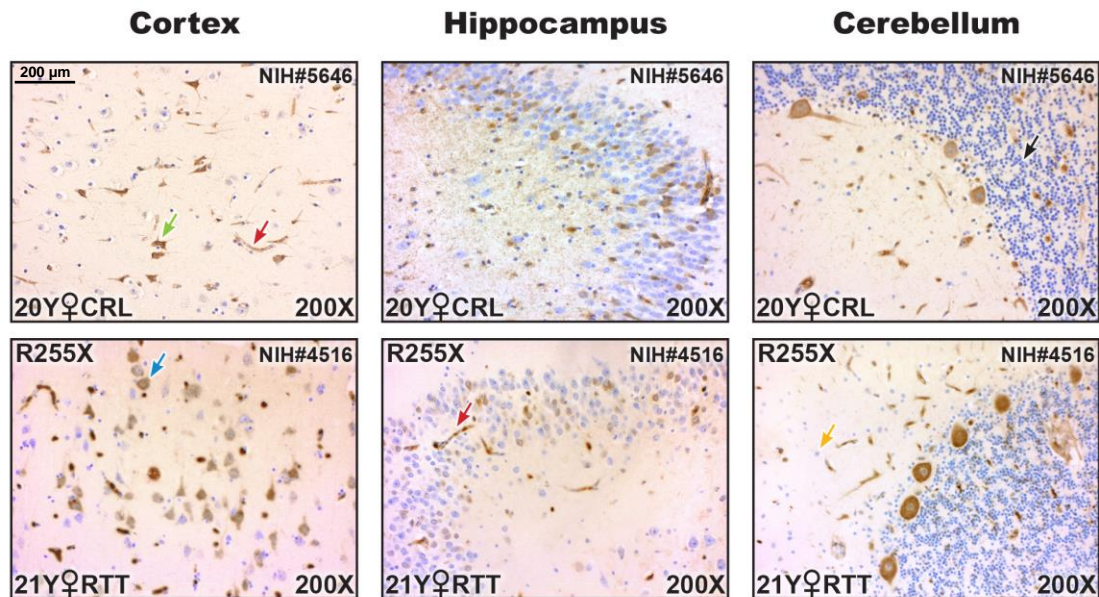 Cortex
Hippocampus
Cerebellum
200 µm
NIH#5646
20Y♀CRL
200X
NIH#5646
20Y♀CRL
200X
NIH#5646
20Y♀CRL
200X
R255X
NIH#4516
21Y♀RTT
200X
NIH#4516
21Y♀RTT
200X
R255X
NIH#4516
21Y♀RTT
200X